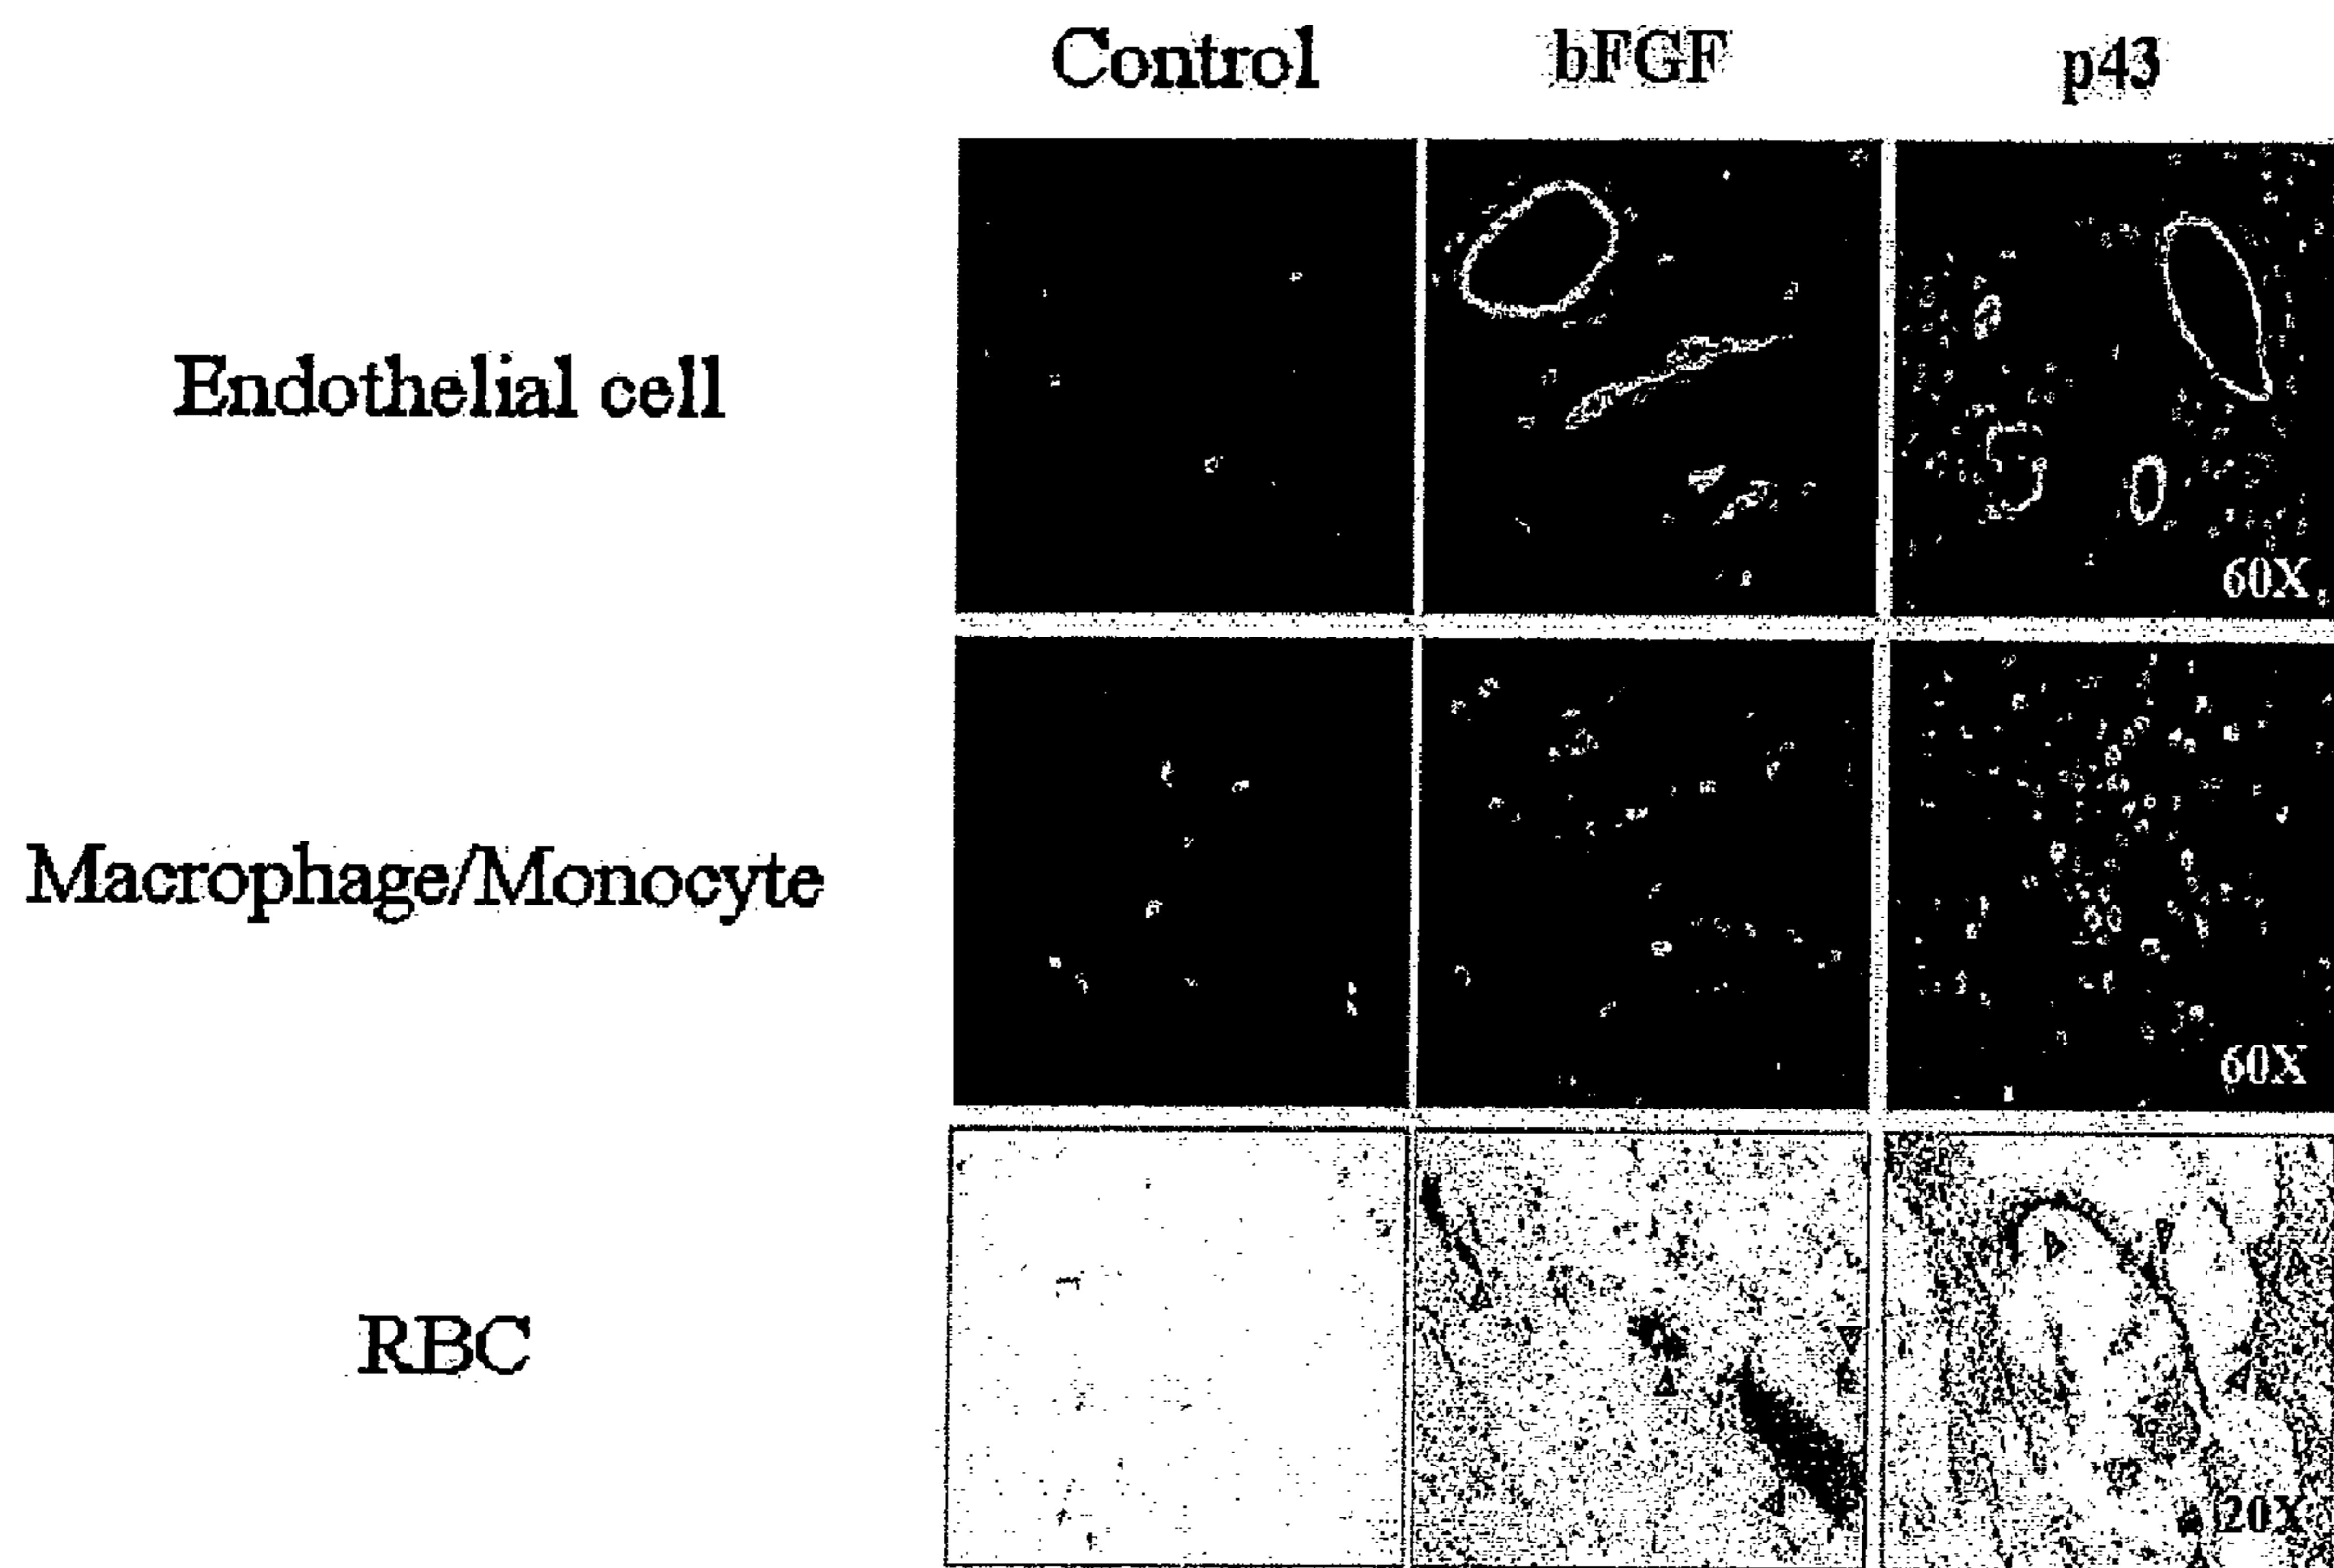 Control bFGF p43
Endothelial cell
60X
Macrophage/Monocyte
60X
RBC
20X